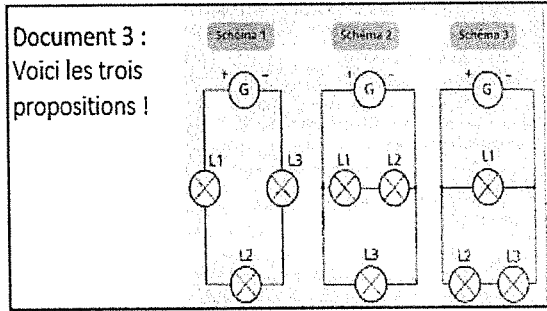 Document 3 :
Voici les trois
propositions !
Schéma 1
+ G -
L1
L3
L2
Schéma 2
+ G -
L1
L2
L3
Schéma 3
+ G -
L1
L2
L3